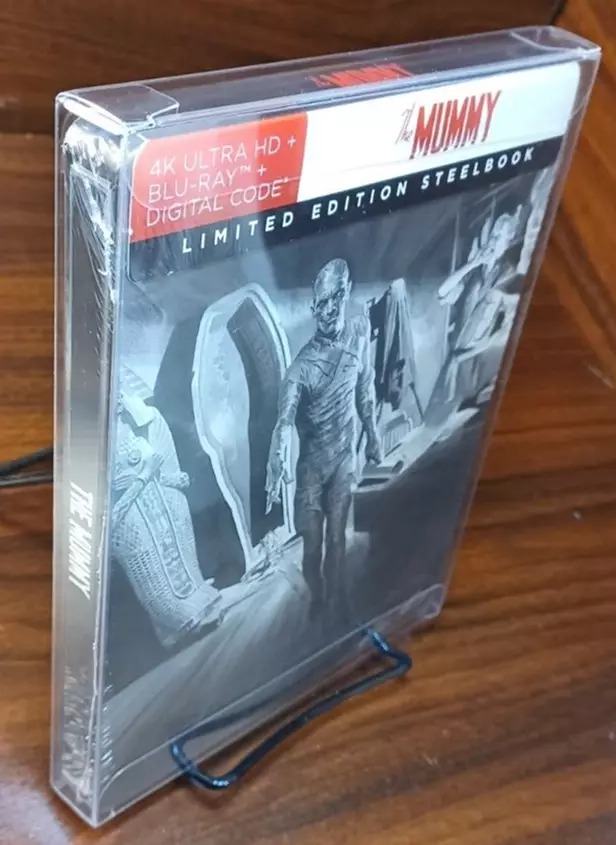 The MUMMY
4K ULTRA HD +
BLU-RAY™ +
DIGITAL CODE*
The MUMMY
LIMITED EDITION STEELBOOK
THE MUMMY